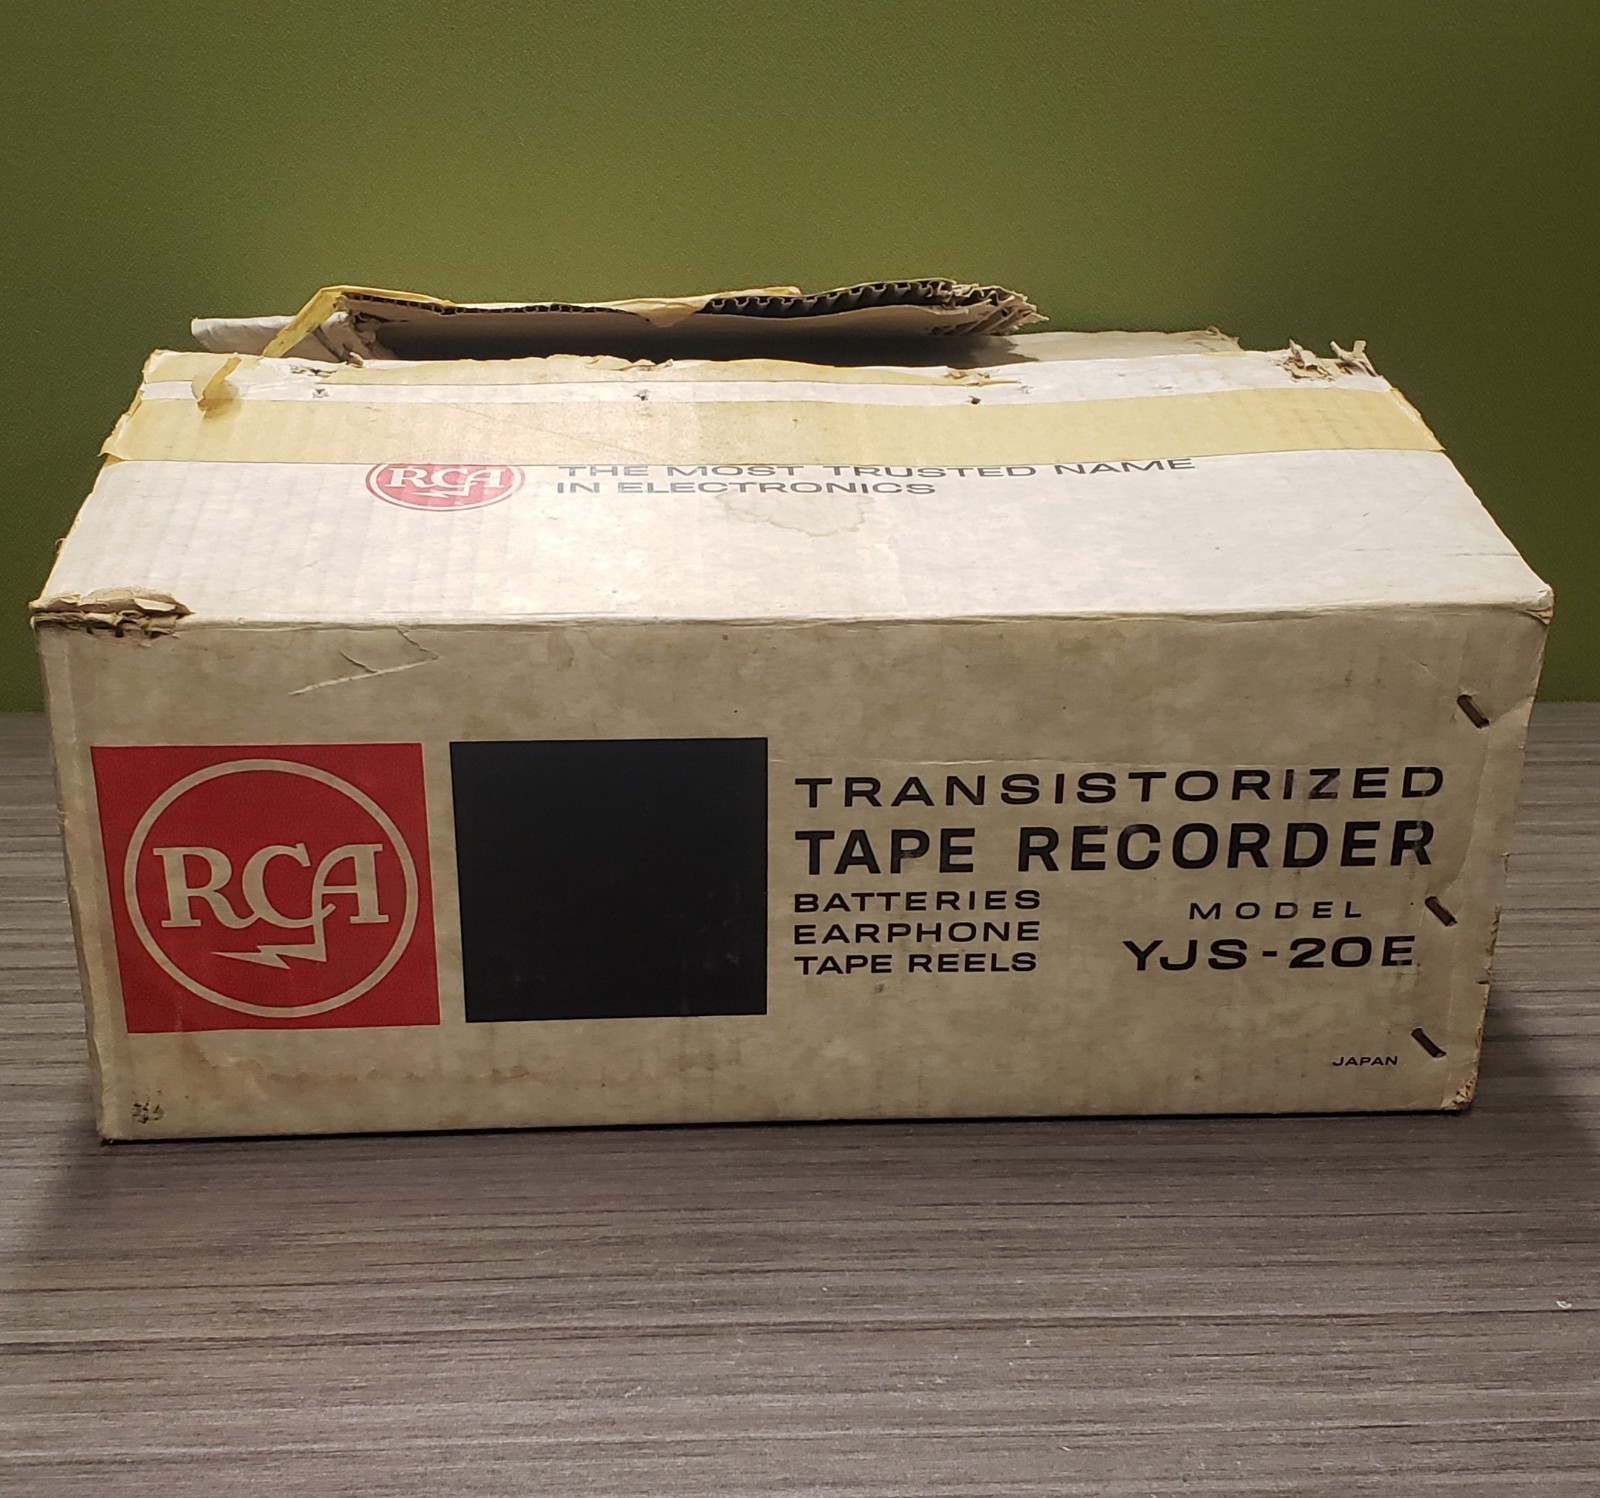 RCA
THE MOST TRUSTED NAME
IN ELECTRONICS
RCA
TRANSISTORIZED
TAPE RECORDER
BATTERIES
EARPHONE
TAPE REELS
MODEL
YJS-20E
JAPAN